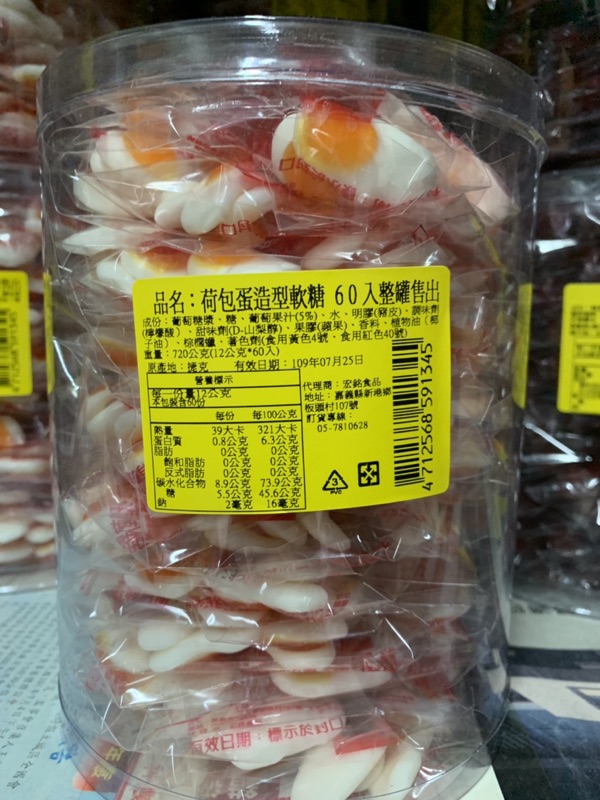 品名：荷包蛋造型軟糖 60入整罐售出
成份：葡萄糖漿、糖、葡萄果汁(5%)、水、明膠(豬皮)、調味劑
(檸檬酸)、甜味劑(D-山梨醇)、果膠(蘋果)、香料、植物油(椰
子油)、棕櫚蠟、著色劑(食用黃色4號、食用紅色40號)
重量：720公克(12公克*60入)
原產地：捷克 有效日期：109年07月25日
營養標示
每一份量12公克
本包裝含60份
每份 每100公克
熱量 39大卡 321大卡
蛋白質 0.8公克 6.3公克
脂肪 0公克 0公克
飽和脂肪 0公克 0公克
反式脂肪 0公克 0公克
碳水化合物 8.9公克 73.9公克
糖 5.5公克 45.6公克
鈉 2毫克 16毫克
代理商：宏銘食品
地址：嘉義縣新港鄉
板頭村107號
訂貨專線：
05-7810628
4712568591345
3
PVC
有效日期：標示於封口